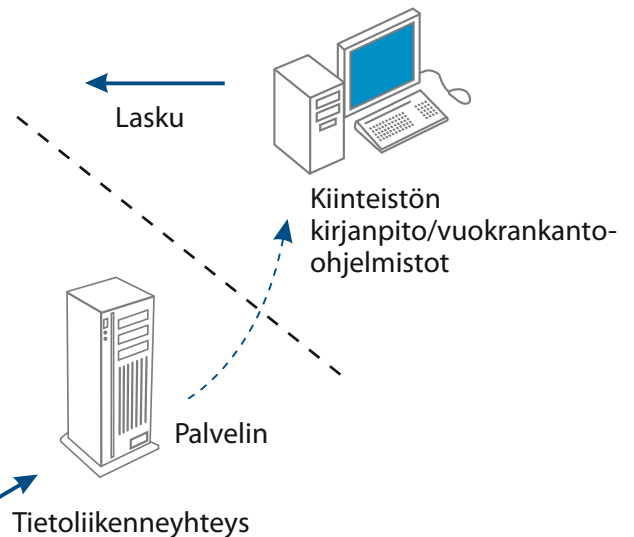 Lasku
Kiinteistön
kirjanpito/vuokrankanto-
ohjelmistot
Palvelin
Tietoliikenneyhteys